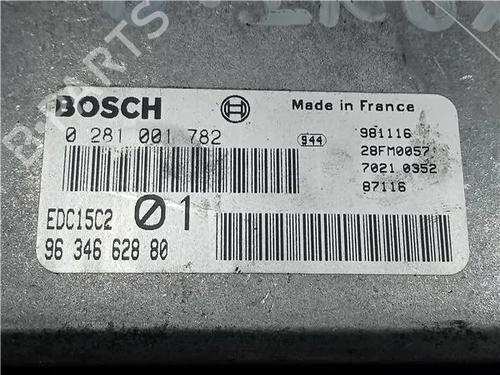 BOSCH
Made in France
0 281 001 782
944
981116
28FM0057
7021 0352
87116
EDC15C2
01
96 346 628 80
B-PARTS